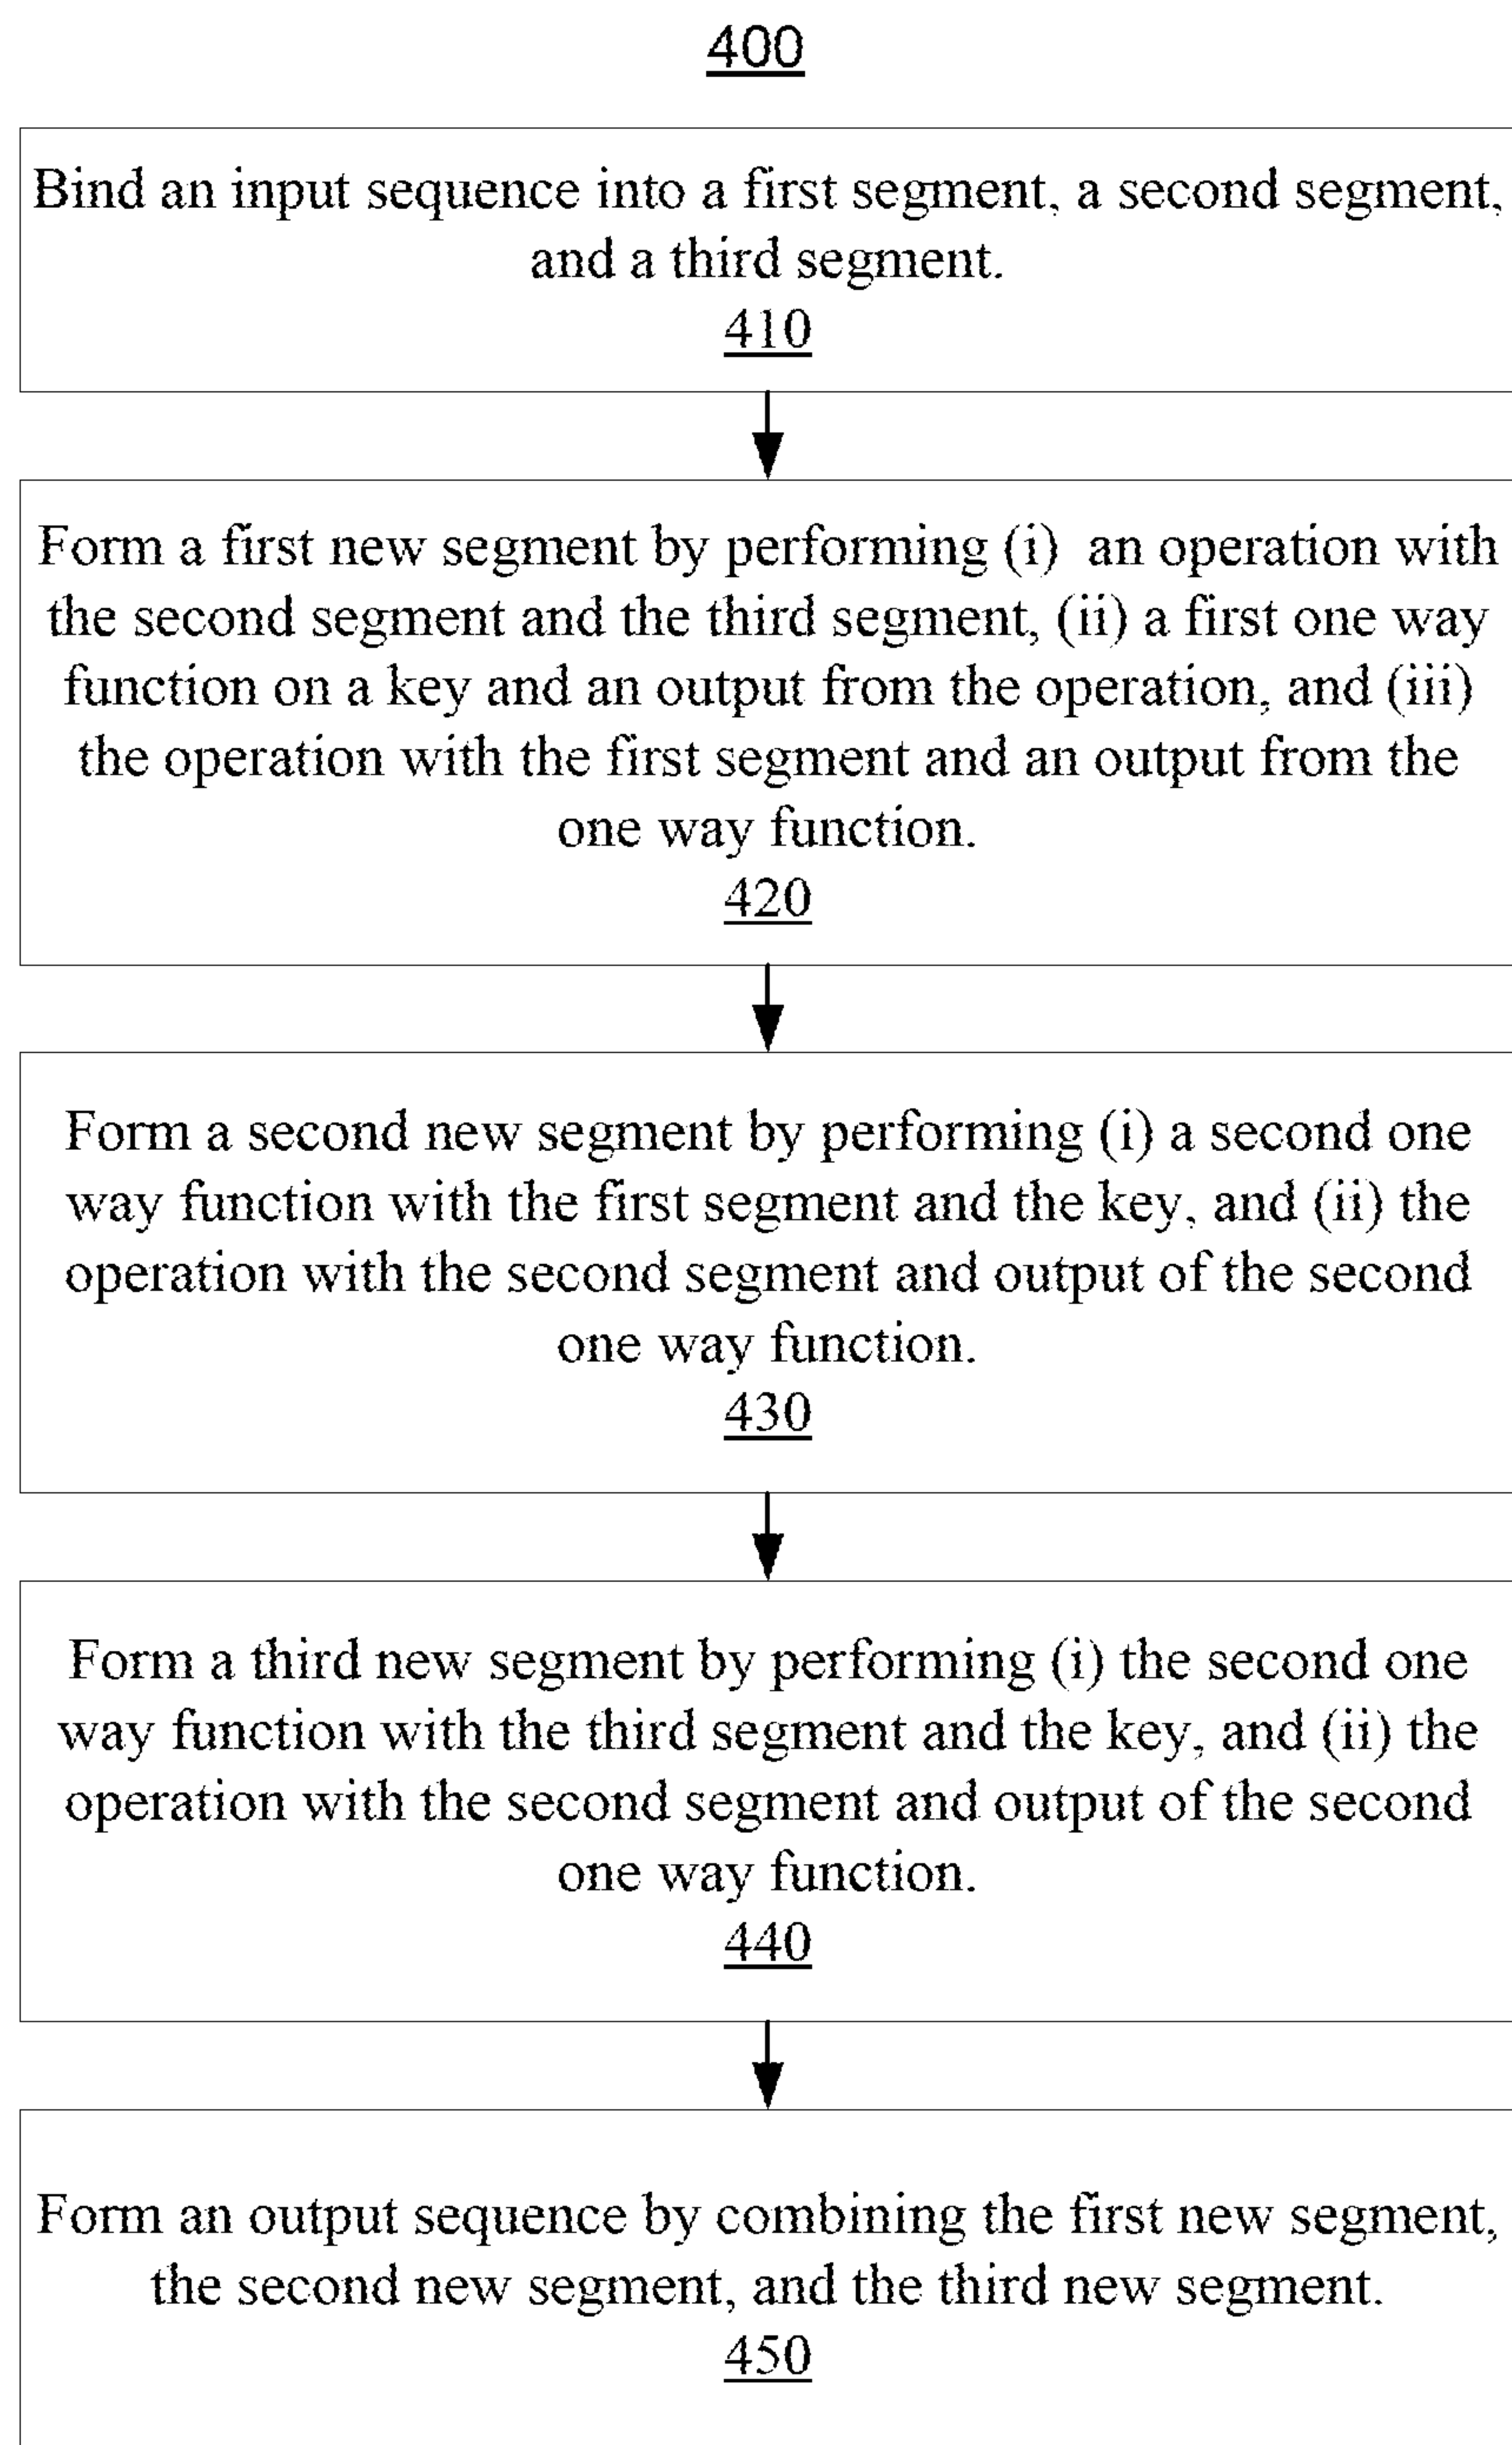 400
Bind an input sequence into a first segment, a second segment,
and a third segment.
410
Form a first new segment by performing (i) an operation with
the second segment and the third segment, (ii) a first one way
function on a key and an output from the operation, and (iii)
the operation with the first segment and an output from the
one way function.
420
Form a second new segment by performing (i) a second one
way function with the first segment and the key, and (ii) the
operation with the second segment and output of the second
one way function.
430
Form a third new segment by performing (i) the second one
way function with the third segment and the key, and (ii) the
operation with the second segment and output of the second
one way function.
440
Form an output sequence by combining the first new segment,
the second new segment, and the third new segment.
450